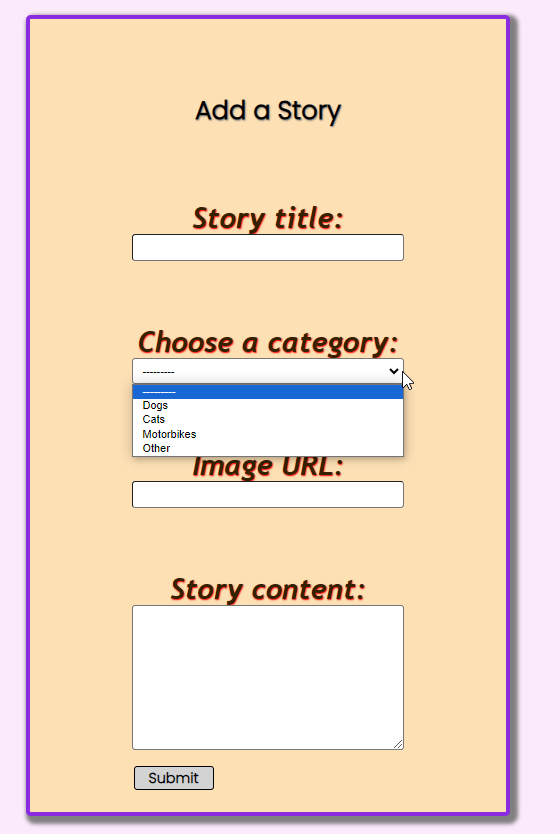 Add a Story
Story title:
Choose a category:
---------
---------
Dogs
Cats
Motorbikes
Other
Image URL:
Story content:
Submit